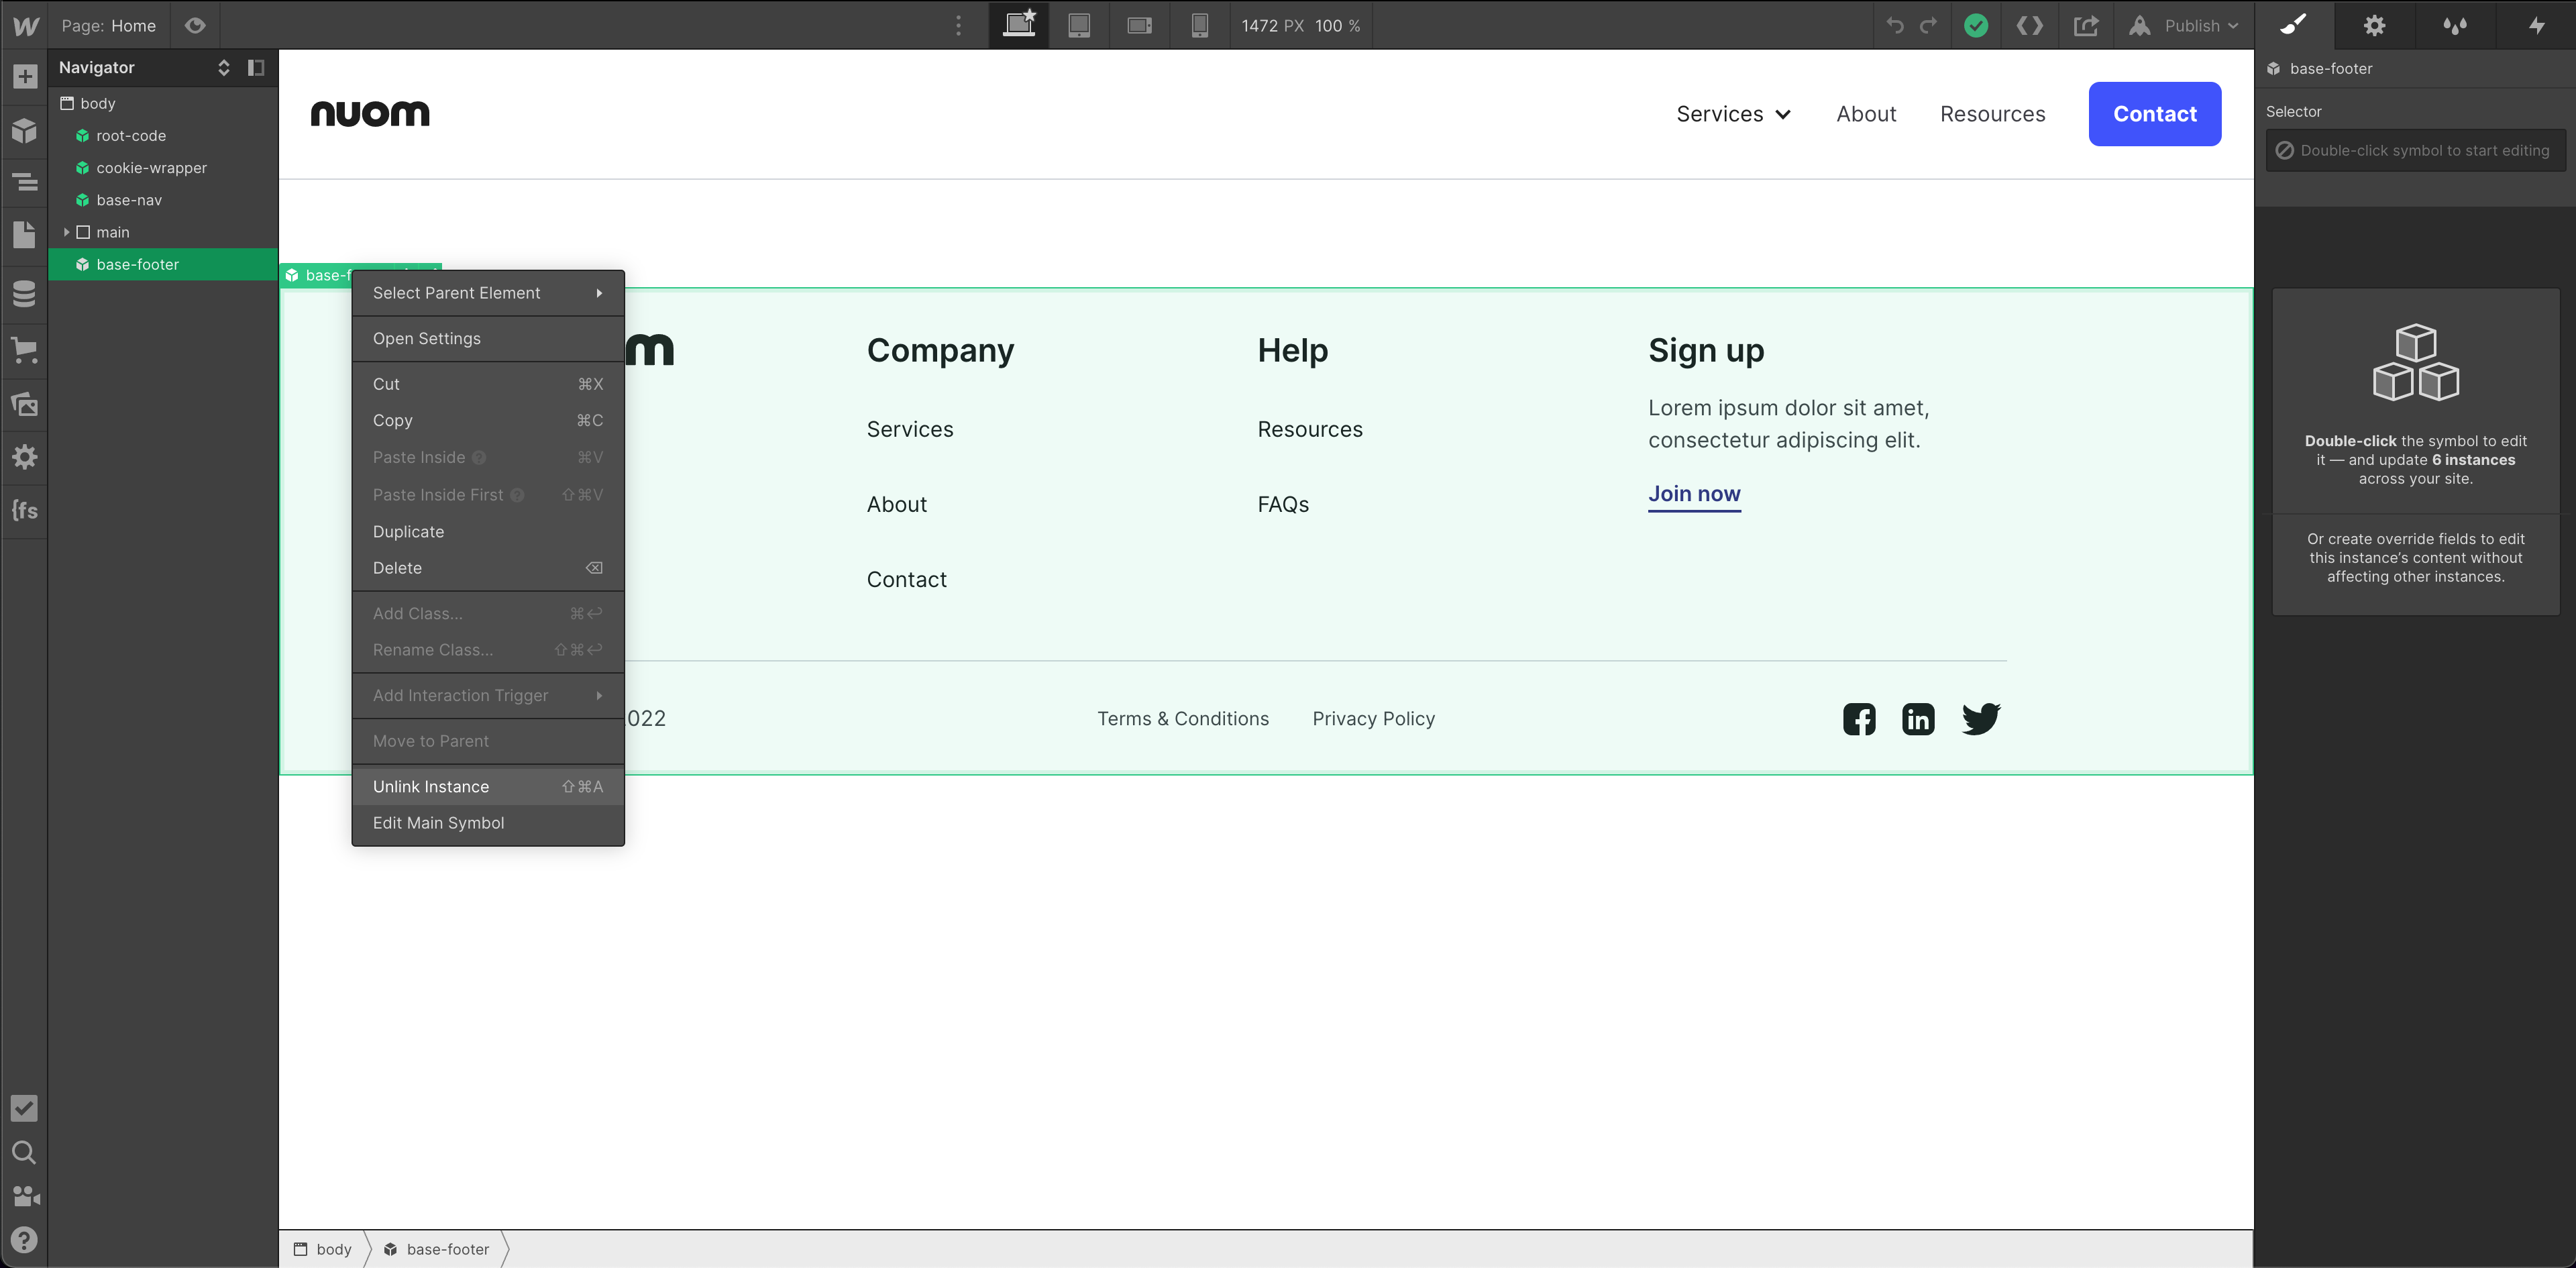 Page: Home
1472 PX 100 %
Publish
Navigator
body
root-code
cookie-wrapper
base-nav
main
base-footer
{fs
nuom
Services
About
Resources
Contact
base-f
Select Parent Element
Open Settings
Cut ⌘X
Copy ⌘C
Paste Inside ? ⌘V
Paste Inside First ? ⇧⌘V
Duplicate
Delete ⌫
Add Class... ⌘↩
Rename Class... ⇧⌘↩
Add Interaction Trigger
Move to Parent
Unlink Instance ⇧⌘A
Edit Main Symbol
m
Company
Services
About
Contact
Help
Resources
FAQs
Sign up
Lorem ipsum dolor sit amet,
consectetur adipiscing elit.
Join now
022
Terms & Conditions
Privacy Policy
in
base-footer
Selector
Double-click symbol to start editing
Double-click the symbol to edit
it — and update 6 instances
across your site.
Or create override fields to edit
this instance's content without
affecting other instances.
body
base-footer